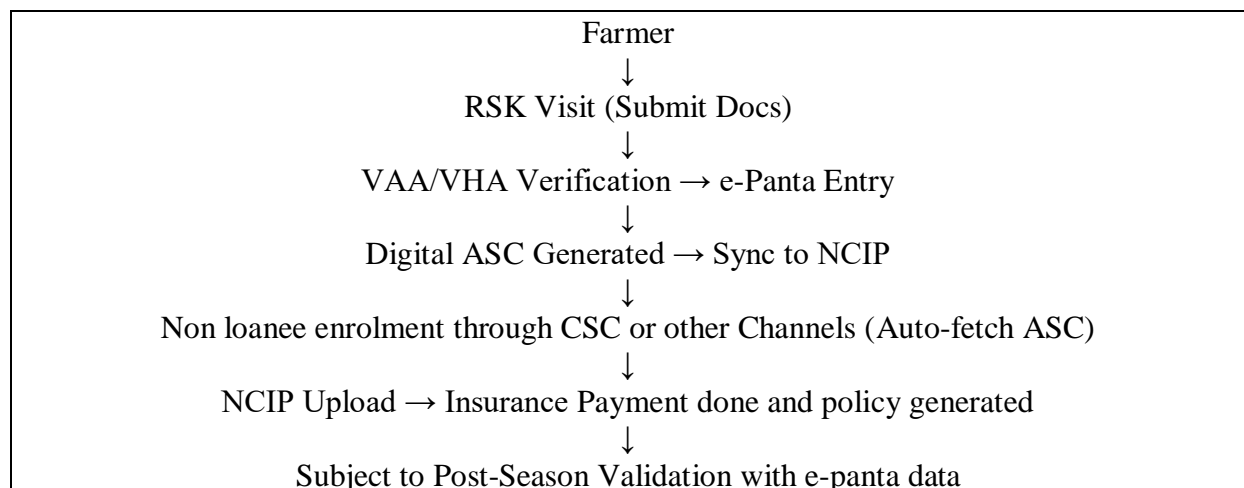 Farmer
↓
RSK Visit (Submit Docs)
↓
VAA/VHA Verification → e-Panta Entry
↓
Digital ASC Generated → Sync to NCIP
↓
Non loanee enrolment through CSC or other Channels (Auto-fetch ASC)
↓
NCIP Upload → Insurance Payment done and policy generated
↓
Subject to Post-Season Validation with e-panta data